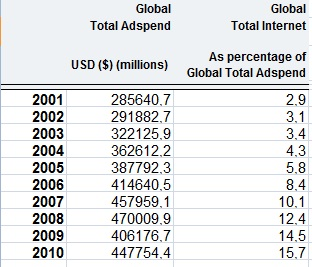 Global Global
Total Adspend Total Internet
USD ($) (millions) As percentage of
Global Total Adspend
2001 285640,7 2,9
2002 291882,7 3,1
2003 322125,9 3,4
2004 362612,2 4,3
2005 387792,3 5,8
2006 414640,5 8,4
2007 457959,1 10,1
2008 470009,9 12,4
2009 406176,7 14,5
2010 447754,4 15,7